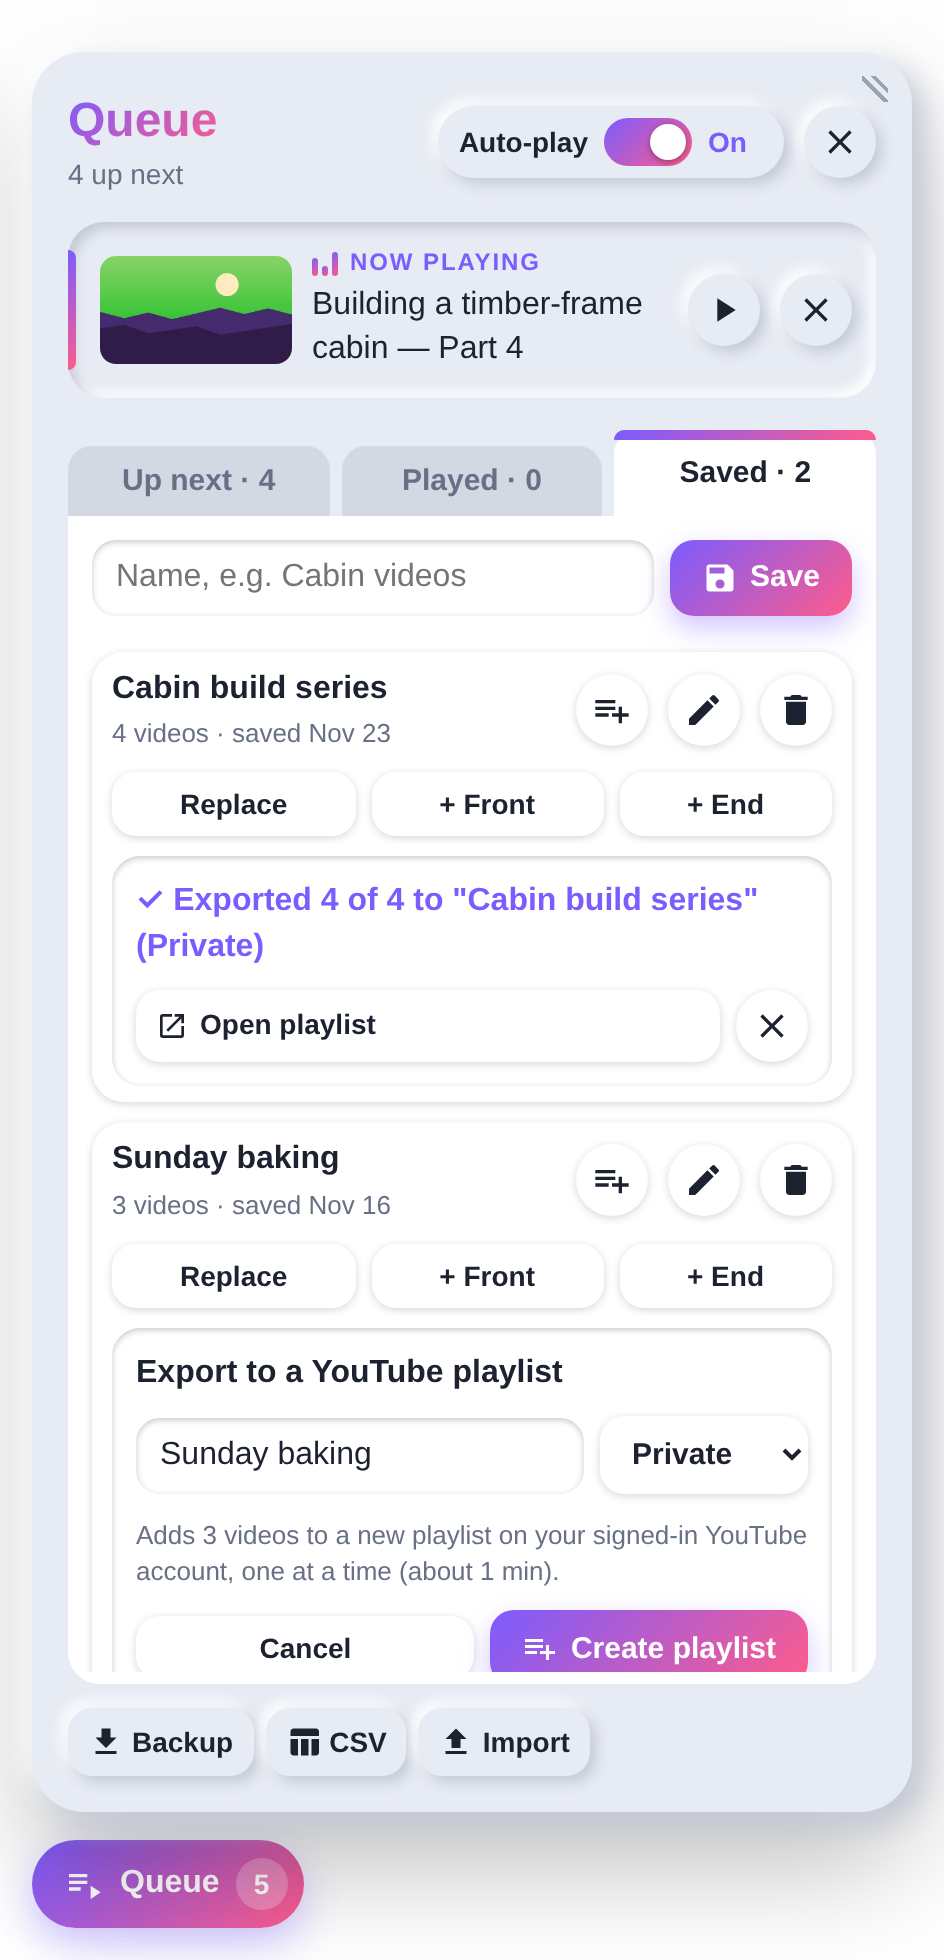 Queue
4 up next
Auto-play On
NOW PLAYING
Building a timber-frame
cabin — Part 4
Up next · 4
Played · 0
Saved · 2
Name, e.g. Cabin videos
Save
Cabin build series
4 videos · saved Nov 23
Replace
+ Front
+ End
Exported 4 of 4 to "Cabin build series"
(Private)
Open playlist
Sunday baking
3 videos · saved Nov 16
Replace
+ Front
+ End
Export to a YouTube playlist
Sunday baking
Private
Adds 3 videos to a new playlist on your signed-in YouTube
account, one at a time (about 1 min).
Cancel
Create playlist
Backup
CSV
Import
Queue 5